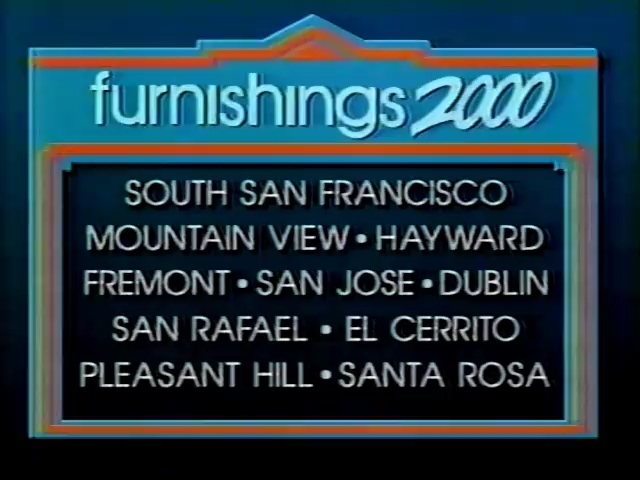 furnishings 2000
SOUTH SAN FRANCISCO
MOUNTAIN VIEW • HAYWARD
FREMONT • SAN JOSE • DUBLIN
SAN RAFAEL • EL CERRITO
PLEASANT HILL • SANTA ROSA